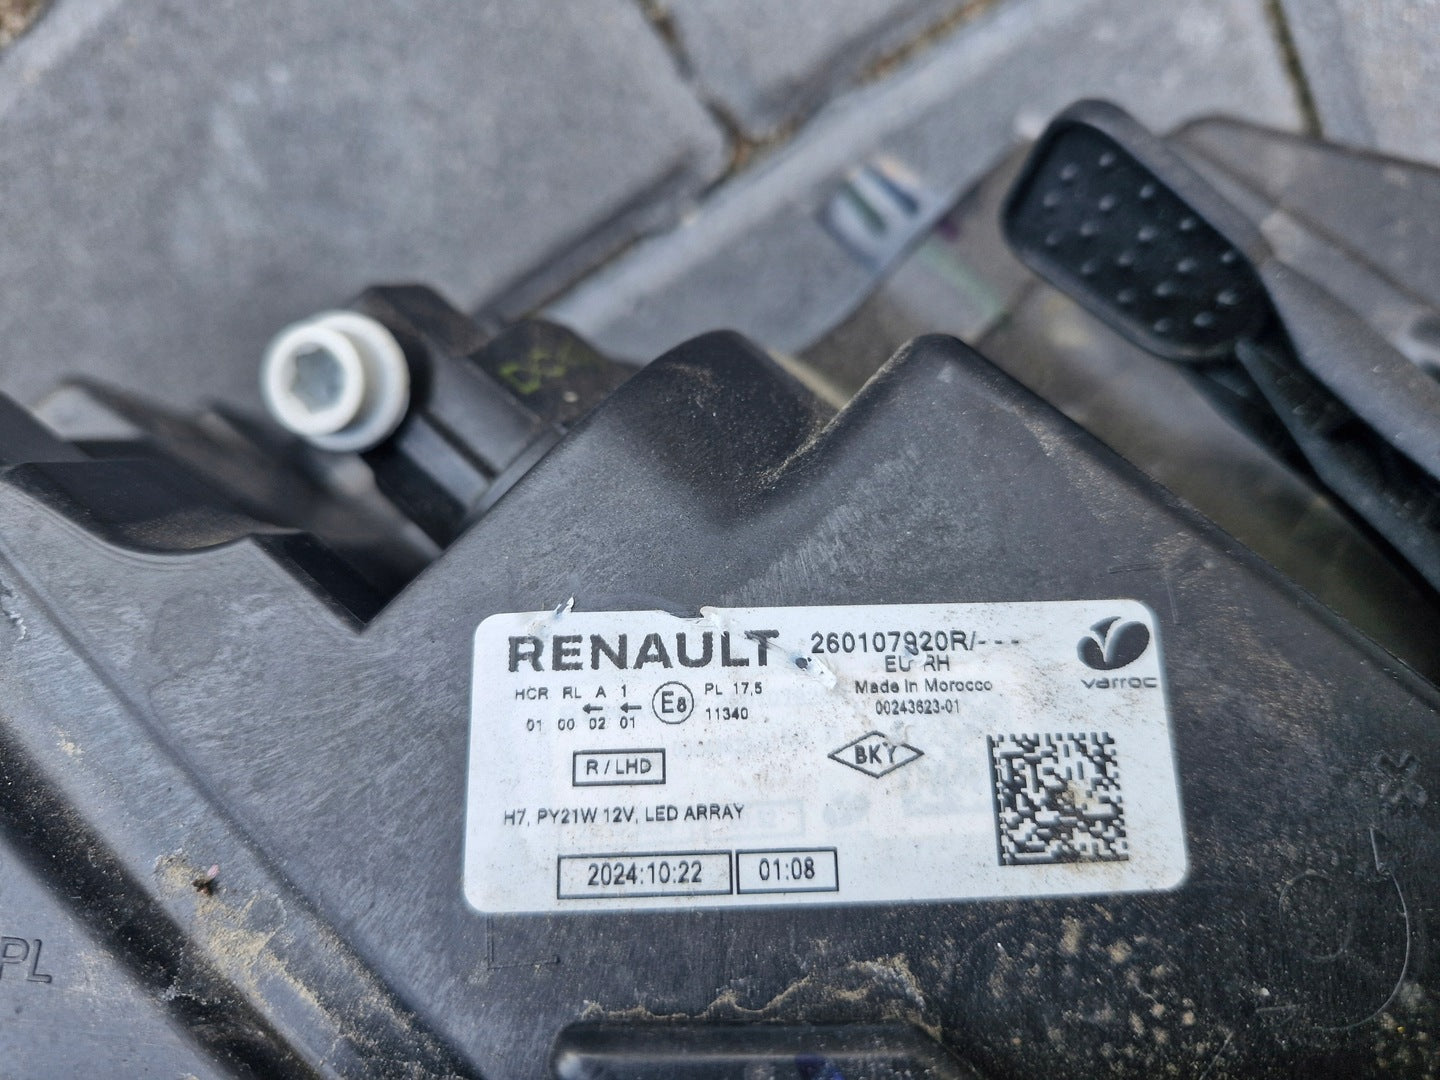 RENAULT 260107920R/---
EU RH
Made In Morocco
00243623-01
varroc
HCR RL A 1
← ←
01 00 02 01
E8
PL 17,5
11340
R/LHD
BKY
H7, PY21W 12V, LED ARRAY
2024:10:22 01:08
PL